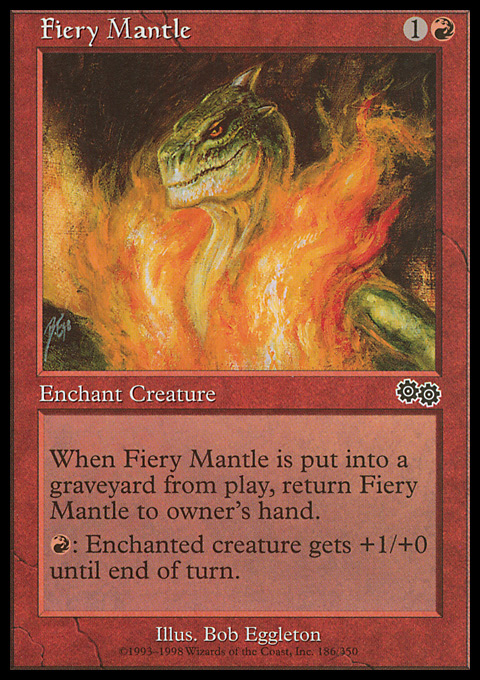 Fiery Mantle 1
Enchant Creature
When Fiery Mantle is put into a
graveyard from play, return Fiery
Mantle to owner's hand.
: Enchanted creature gets +1/+0
until end of turn.
Illus. Bob Eggleton
©1993–1998 Wizards of the Coast, Inc. 186/350